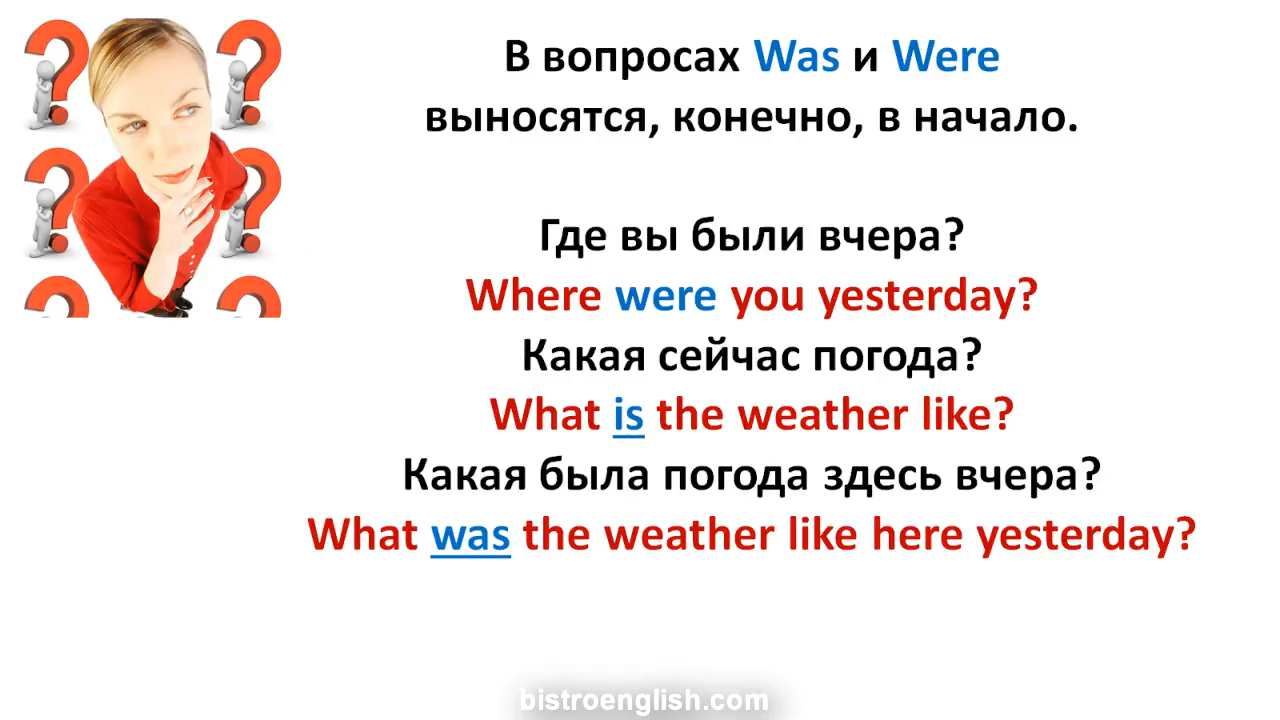 В вопросах Was и Were
выносятся, конечно, в начало.
Где вы были вчера?
Where were you yesterday?
Какая сейчас погода?
What is the weather like?
Какая была погода здесь вчера?
What was the weather like here yesterday?
bistroenglish.com